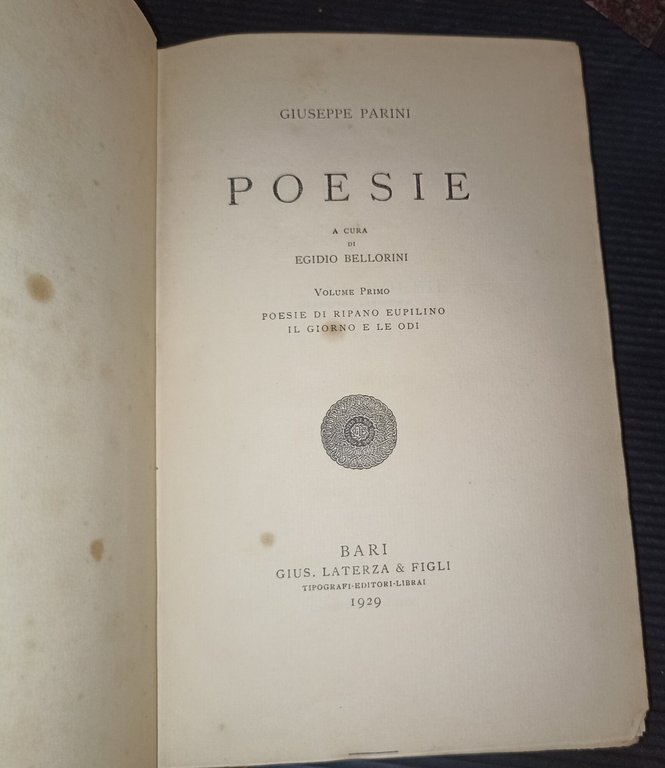 GIUSEPPE PARINI
POESIE
A CURA
DI
EGIDIO BELLORINI
VOLUME PRIMO
POESIE DI RIPANO EUPILINO
IL GIORNO E LE ODI
BARI
GIUS. LATERZA & FIGLI
TIPOGRAFI-EDITORI-LIBRAI
1929